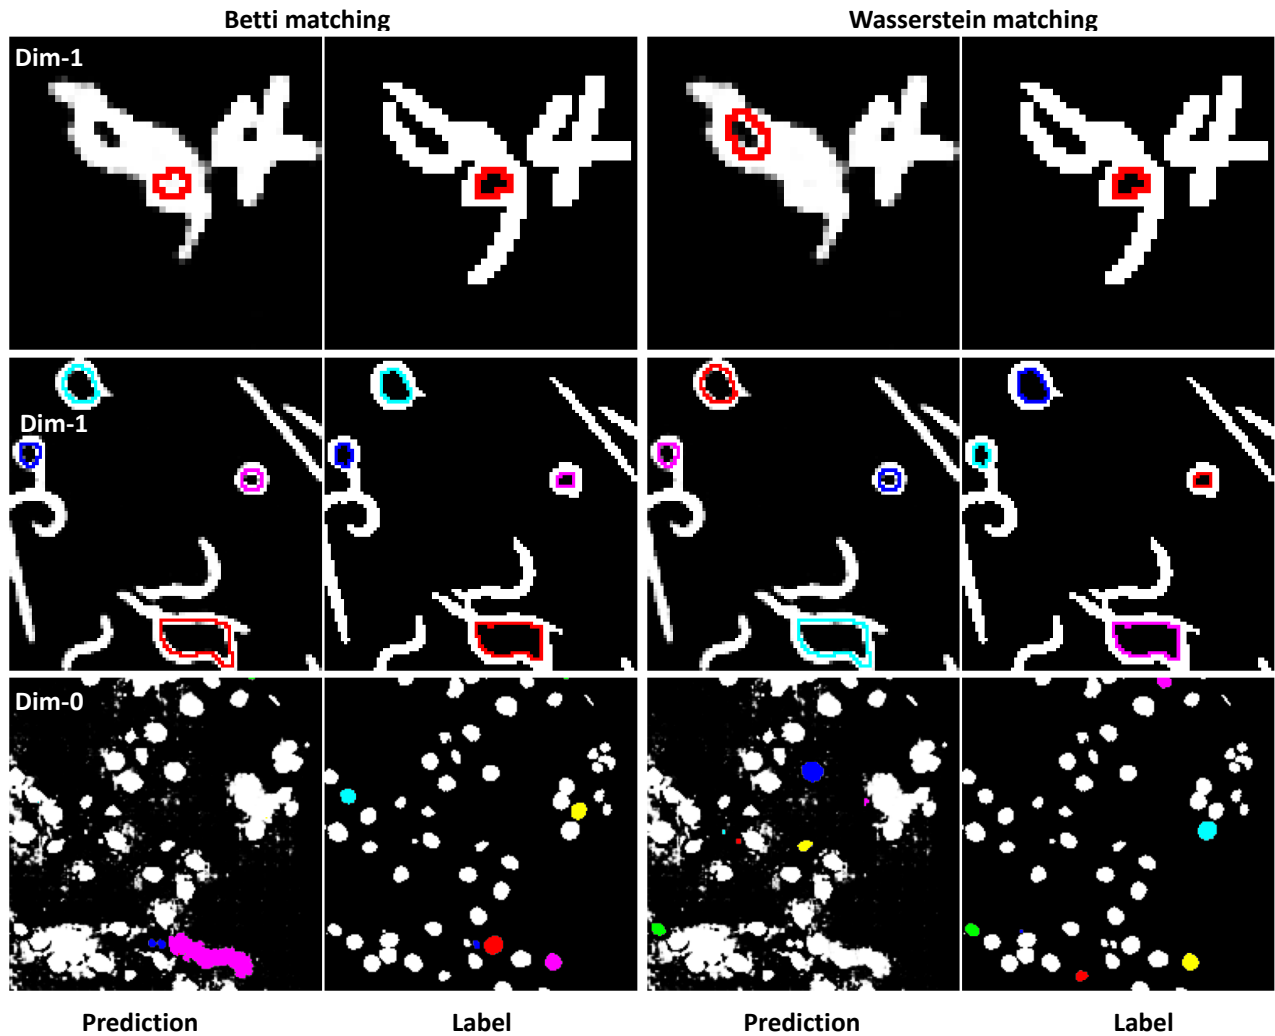 Betti matching Wasserstein matching
Dim-1
Dim-1
Dim-0
Prediction Label Prediction Label